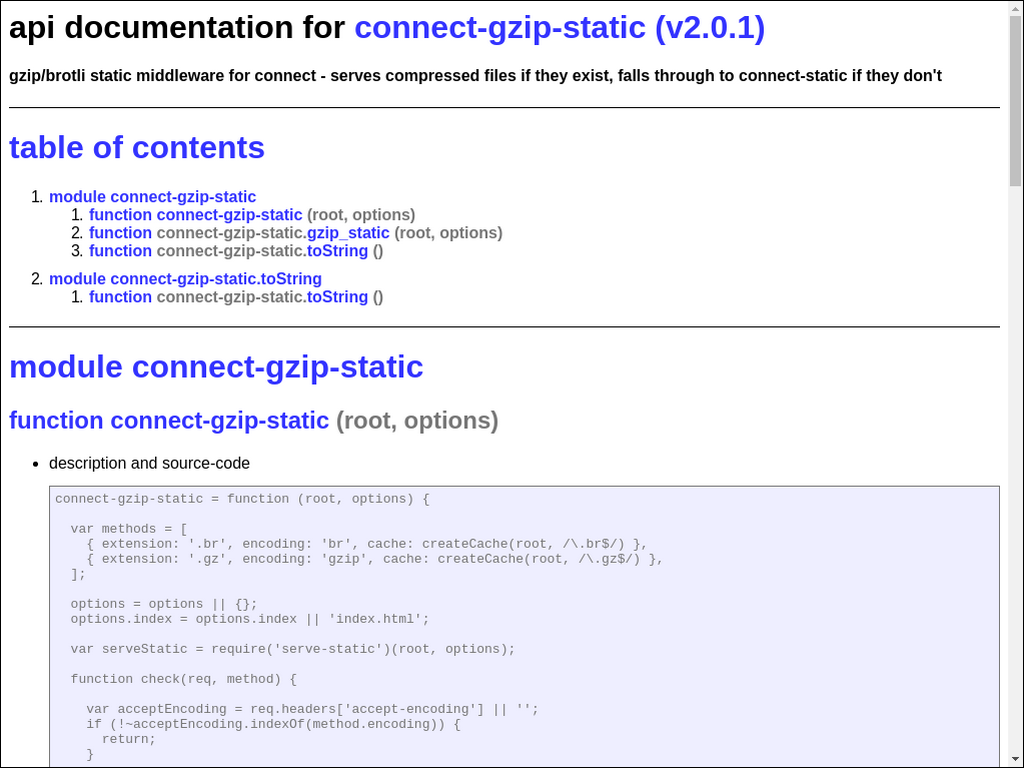 api documentation for connect-gzip-static (v2.0.1)
gzip/brotli static middleware for connect - serves compressed files if they exist, falls through to connect-static if they don't
table of contents
1. module connect-gzip-static
1. function connect-gzip-static (root, options)
2. function connect-gzip-static.gzip_static (root, options)
3. function connect-gzip-static.toString ()
2. module connect-gzip-static.toString
1. function connect-gzip-static.toString ()
module connect-gzip-static
function connect-gzip-static (root, options)
• description and source-code
connect-gzip-static = function (root, options) {
  var methods = [
    { extension: '.br', encoding: 'br', cache: createCache(root, /\.br$/) },
    { extension: '.gz', encoding: 'gzip', cache: createCache(root, /\.gz$/) },
  ];
  options = options || {};
  options.index = options.index || 'index.html';
  var serveStatic = require('serve-static')(root, options);
  function check(req, method) {
    var acceptEncoding = req.headers['accept-encoding'] || '';
    if (!~acceptEncoding.indexOf(method.encoding)) {
      return;
    }